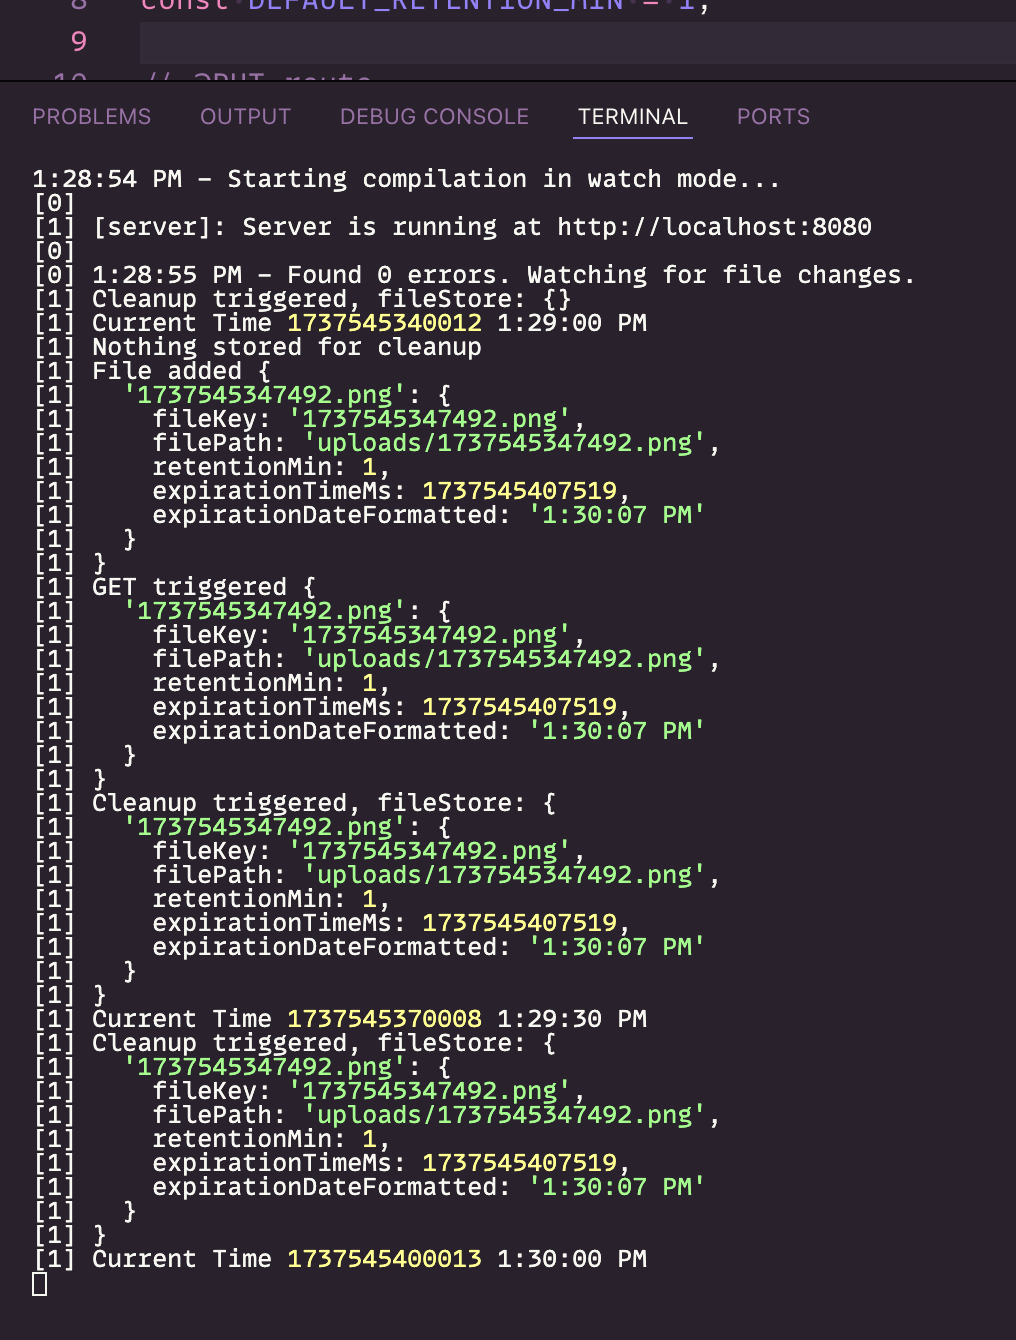 8 const DEFAULT_RETENTION_MIN = 1;
9
10 // PUT route
PROBLEMS OUTPUT DEBUG CONSOLE TERMINAL PORTS
1:28:54 PM – Starting compilation in watch mode...
[0]
[1] [server]: Server is running at http://localhost:8080
[0]
[0] 1:28:55 PM – Found 0 errors. Watching for file changes.
[1] Cleanup triggered, fileStore: {}
[1] Current Time 1737545340012 1:29:00 PM
[1] Nothing stored for cleanup
[1] File added {
[1]   '1737545347492.png': {
[1]     fileKey: '1737545347492.png',
[1]     filePath: 'uploads/1737545347492.png',
[1]     retentionMin: 1,
[1]     expirationTimeMs: 1737545407519,
[1]     expirationDateFormatted: '1:30:07 PM'
[1]   }
[1] }
[1] GET triggered {
[1]   '1737545347492.png': {
[1]     fileKey: '1737545347492.png',
[1]     filePath: 'uploads/1737545347492.png',
[1]     retentionMin: 1,
[1]     expirationTimeMs: 1737545407519,
[1]     expirationDateFormatted: '1:30:07 PM'
[1]   }
[1] }
[1] Cleanup triggered, fileStore: {
[1]   '1737545347492.png': {
[1]     fileKey: '1737545347492.png',
[1]     filePath: 'uploads/1737545347492.png',
[1]     retentionMin: 1,
[1]     expirationTimeMs: 1737545407519,
[1]     expirationDateFormatted: '1:30:07 PM'
[1]   }
[1] }
[1] Current Time 1737545370008 1:29:30 PM
[1] Cleanup triggered, fileStore: {
[1]   '1737545347492.png': {
[1]     fileKey: '1737545347492.png',
[1]     filePath: 'uploads/1737545347492.png',
[1]     retentionMin: 1,
[1]     expirationTimeMs: 1737545407519,
[1]     expirationDateFormatted: '1:30:07 PM'
[1]   }
[1] }
[1] Current Time 1737545400013 1:30:00 PM